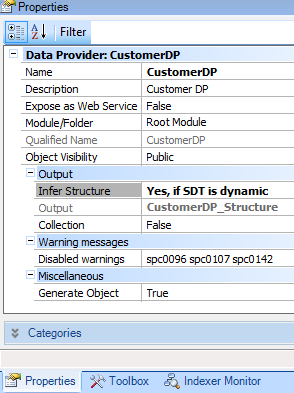 Properties
Filter
Data Provider: CustomerDP
Name CustomerDP
Description Customer DP
Expose as Web Service False
Module/Folder Root Module
Qualified Name CustomerDP
Object Visibility Public
Output
Infer Structure Yes, if SDT is dynamic
Output CustomerDP_Structure
Collection False
Warning messages
Disabled warnings spc0096 spc0107 spc0142
Miscellaneous
Generate Object True
Categories
Properties Toolbox Indexer Monitor